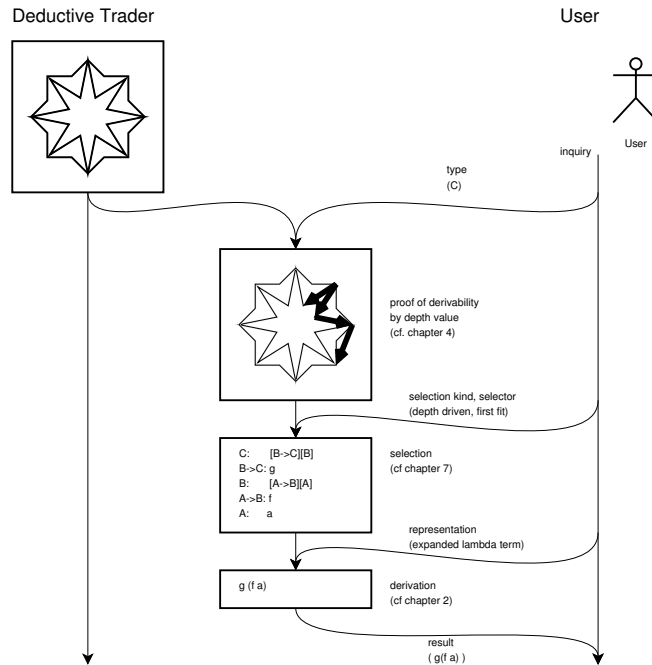 Deductive Trader
User
User
inquiry
type
(C)
proof of derivability
by depth value
(cf. chapter 4)
selection kind, selector
(depth driven, first fit)
C: [B->C][B]
B->C: g
B: [A->B][A]
A->B: f
A: a
selection
(cf chapter 7)
representation
(expanded lambda term)
g (f a)
derivation
(cf chapter 2)
result
( g(f a) )